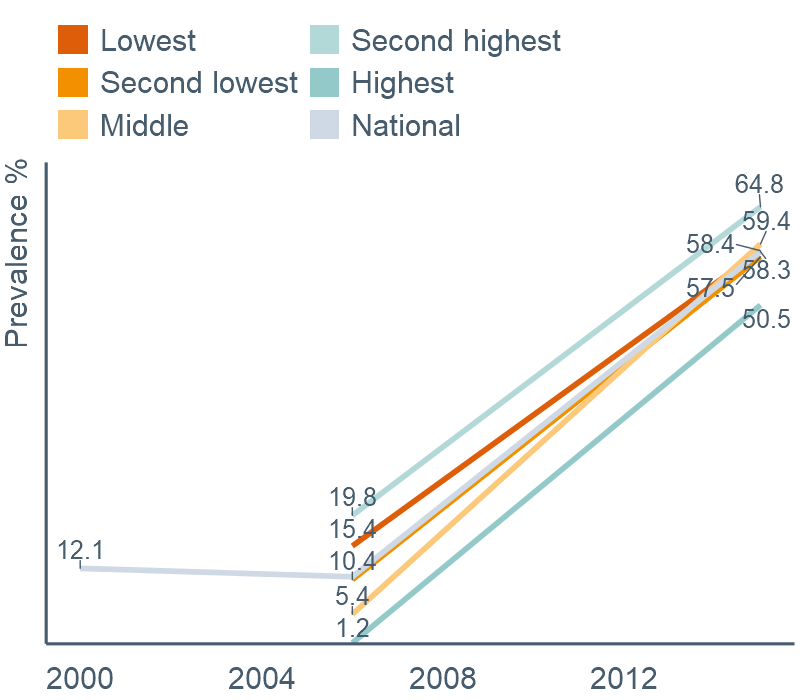 Lowest
Second highest
Second lowest
Highest
Middle
National
Prevalence %
64.8
59.4
58.4
58.3
57.5
50.5
19.8
15.4
12.1
10.4
5.4
1.2
2000
2004
2008
2012